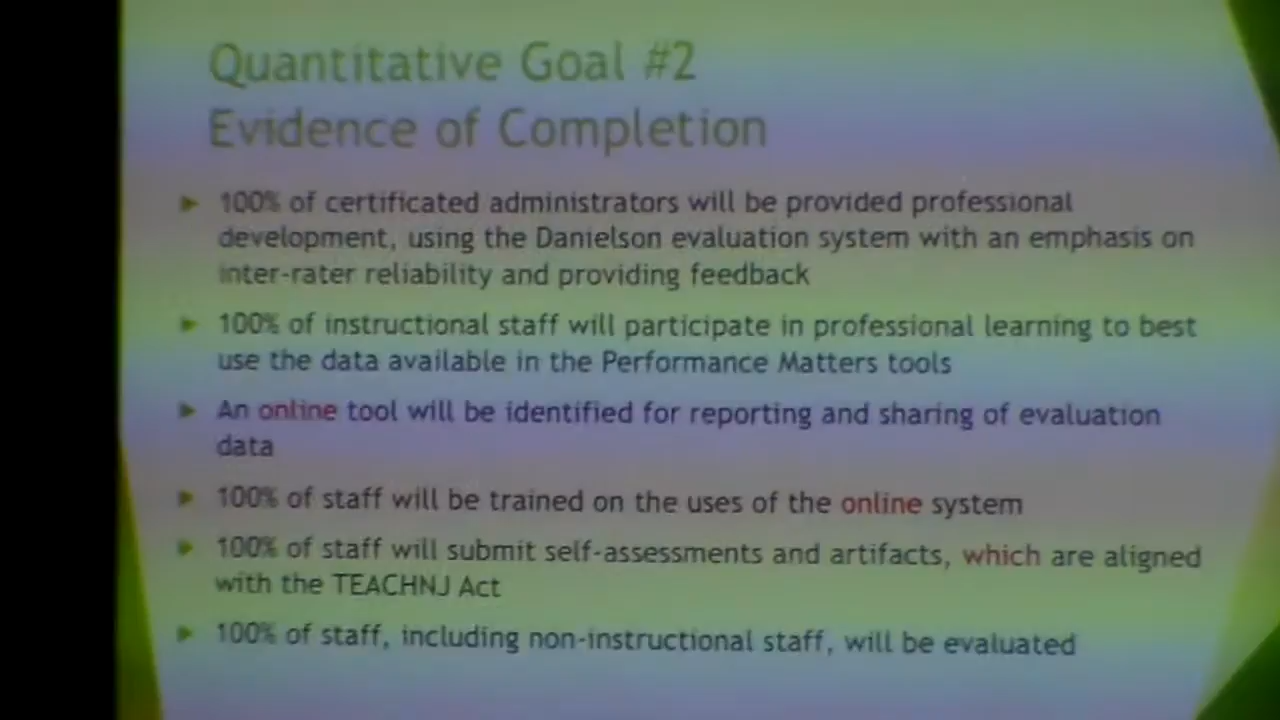 Quantitative Goal #2
Evidence of Completion
100% of certificated administrators will be provided professional
development, using the Danielson evaluation system with an emphasis on
inter-rater reliability and providing feedback
100% of instructional staff will participate in professional learning to best
use the data available in the Performance Matters tools
An online tool will be identified for reporting and sharing of evaluation
data
100% of staff will be trained on the uses of the online system
100% of staff will submit self-assessments and artifacts, which are aligned
with the TEACHNJ Act
100% of staff, including non-instructional staff, will be evaluated